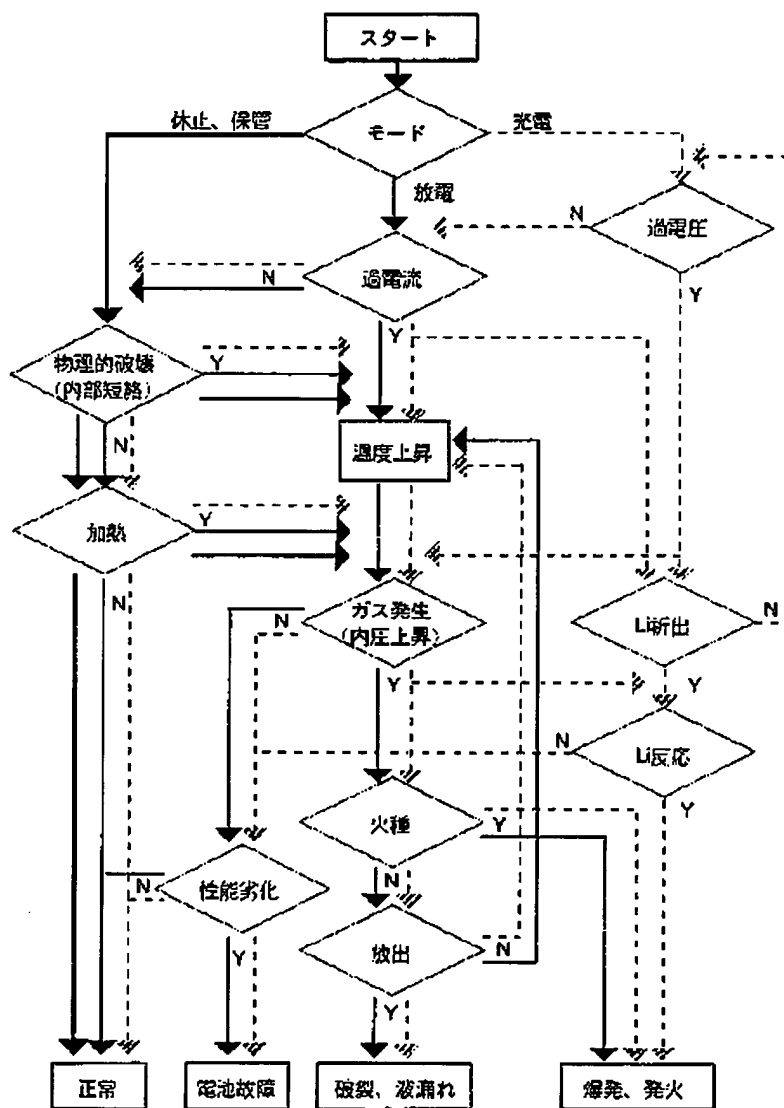 スタート
休止、保管
モード
充電
放電
N
過電圧
過電流
N
Y
Y
物理的破壊
(内部短絡)
Y
N
温度上昇
加熱
Y
N
ガス発生
(内圧上昇)
N
Y
Li析出
N
Y
N
Li反応
Y
火種
Y
N
性能劣化
N
Y
放出
N
Y
正常
電池故障
破裂、液漏れ
爆発、発火